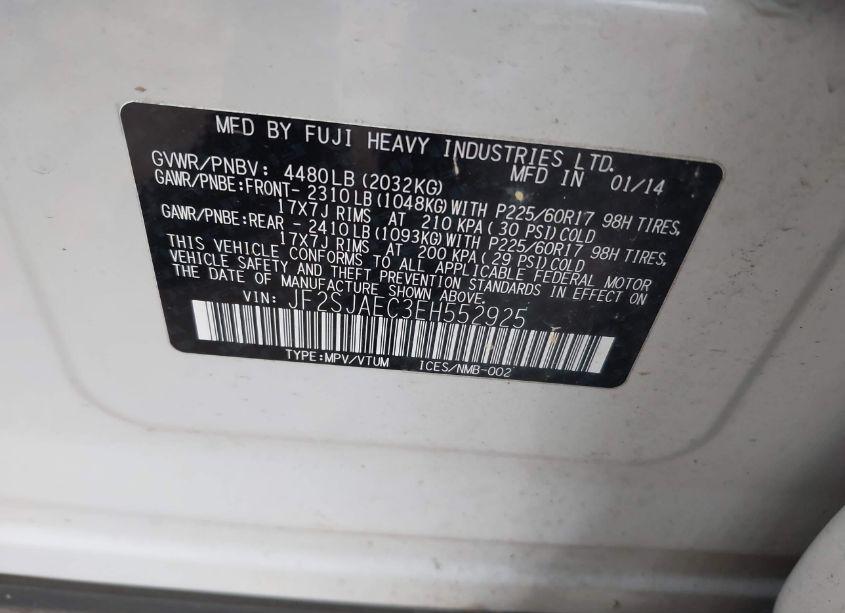 MFD BY FUJI HEAVY INDUSTRIES LTD.
GVWR/PNBV: 4480LB(2032KG) MFD IN 01/14
GAWR/PNBE:FRONT- 2310LB(1048KG)WITH P225/60R17 98H TIRES,
17X7J RIMS AT 210 KPA( 30 PSI)COLD
GAWR/PNBE:REAR - 2410LB(1093KG)WITH P225/60R17 98H TIRES,
17X7J RIMS AT 200 KPA( 29 PSI)COLD
THIS VEHICLE CONFORMS TO ALL APPLICABLE FEDERAL MOTOR
VEHICLE SAFETY AND THEFT PREVENTION STANDARDS IN EFFECT ON
THE DATE OF MANUFACTURE SHOWN ABOVE.
VIN: JF2SJAEC3EH552925
TYPE:MPV/VTUM ICES/NMB-002